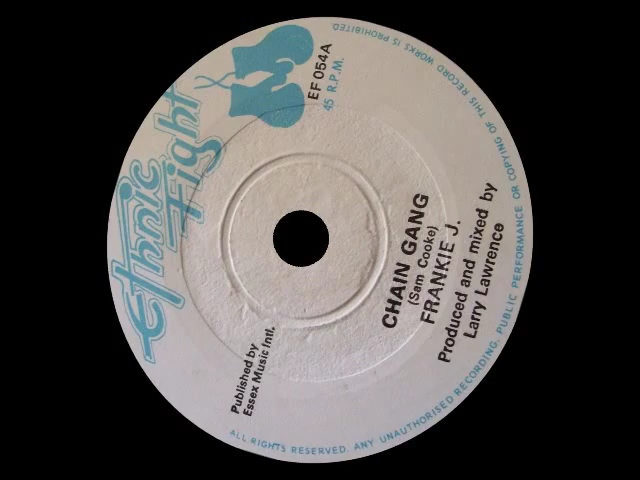 Ethnic
Fight
EF 054A
45 R.P.M.
Published by
Essex Music Intl.
CHAIN GANG
(Sam Cooke)
FRANKIE J.
Produced and mixed by
Larry Lawrence
ALL RIGHTS RESERVED. ANY UNAUTHORISED RECORDING, PUBLIC PERFORMANCE OR COPYING OF THIS RECORD WORKS IS PROHIBITED